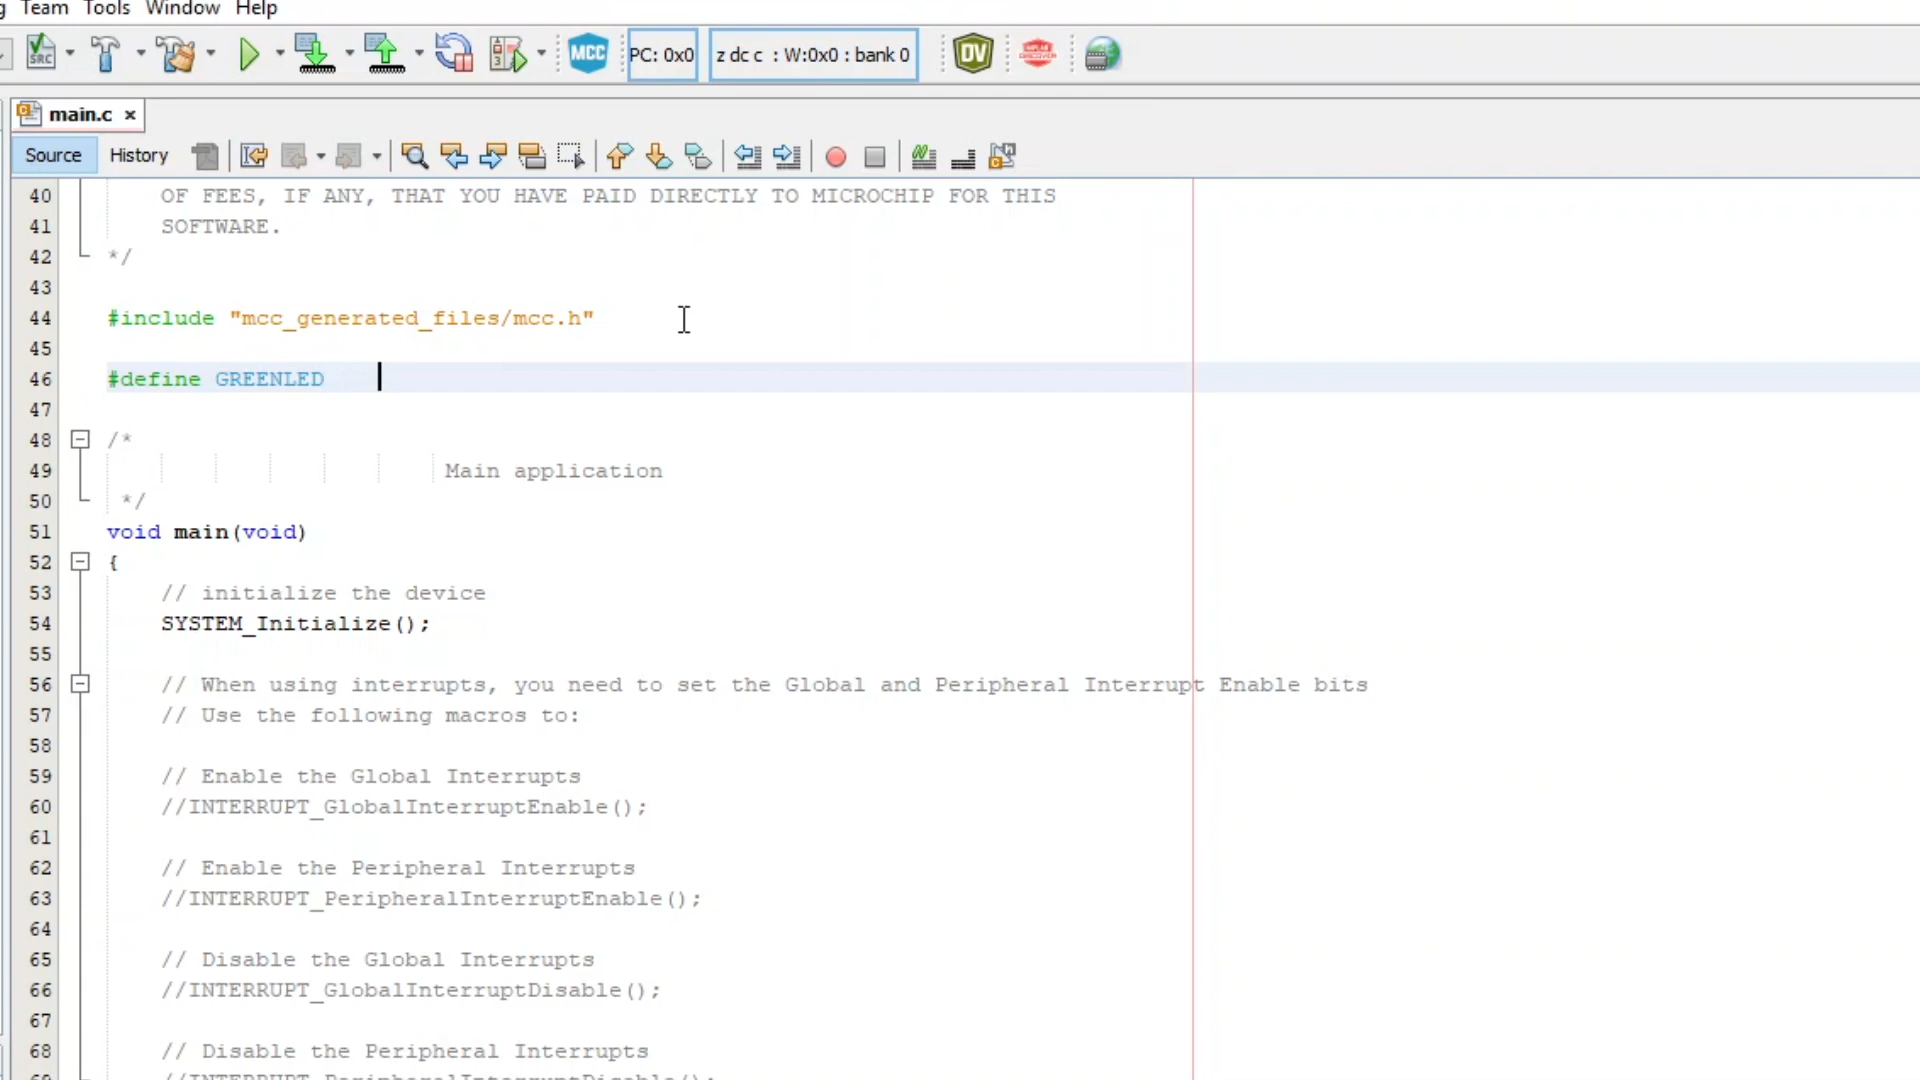 Team Tools Window Help
SRC MCC PC: 0x0 z dc c : W:0x0 : bank 0 DV
main.c ×
Source History
40 OF FEES, IF ANY, THAT YOU HAVE PAID DIRECTLY TO MICROCHIP FOR THIS
41 SOFTWARE.
42 */
43
44 #include "mcc_generated_files/mcc.h"
45
46 #define GREENLED
47
48 /*
49 Main application
50 */
51 void main(void)
52 {
53 // initialize the device
54 SYSTEM_Initialize();
55
56 // When using interrupts, you need to set the Global and Peripheral Interrupt Enable bits
57 // Use the following macros to:
58
59 // Enable the Global Interrupts
60 //INTERRUPT_GlobalInterruptEnable();
61
62 // Enable the Peripheral Interrupts
63 //INTERRUPT_PeripheralInterruptEnable();
64
65 // Disable the Global Interrupts
66 //INTERRUPT_GlobalInterruptDisable();
67
68 // Disable the Peripheral Interrupts
69 //INTERRUPT_PeripheralInterruptDisable();